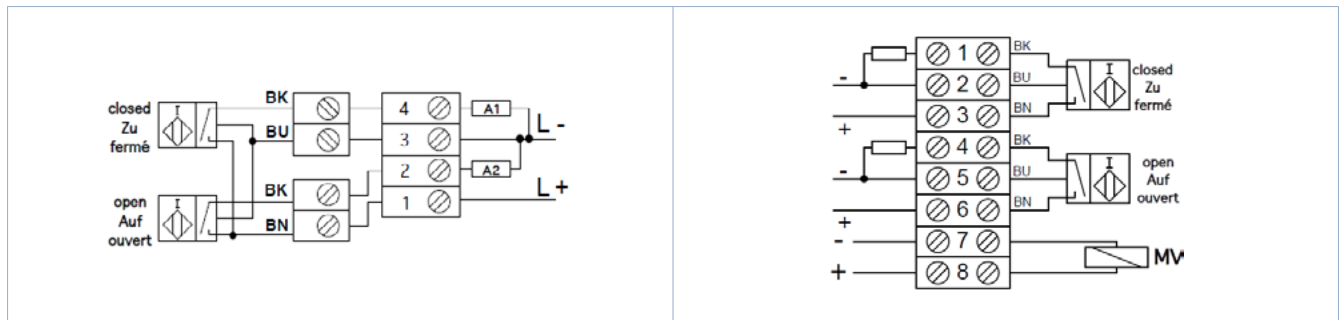 closed
Zu
fermé
BK
BU
4
A1
L -
3
2
A2
1
L +
open
Auf
ouvert
I
I
BK
BN
1
BK
-
2
BU
3
BN
+
I
closed
Zu
fermé
4
BK
-
5
BU
6
BN
+
I
open
Auf
ouvert
-
7
+
8
MV